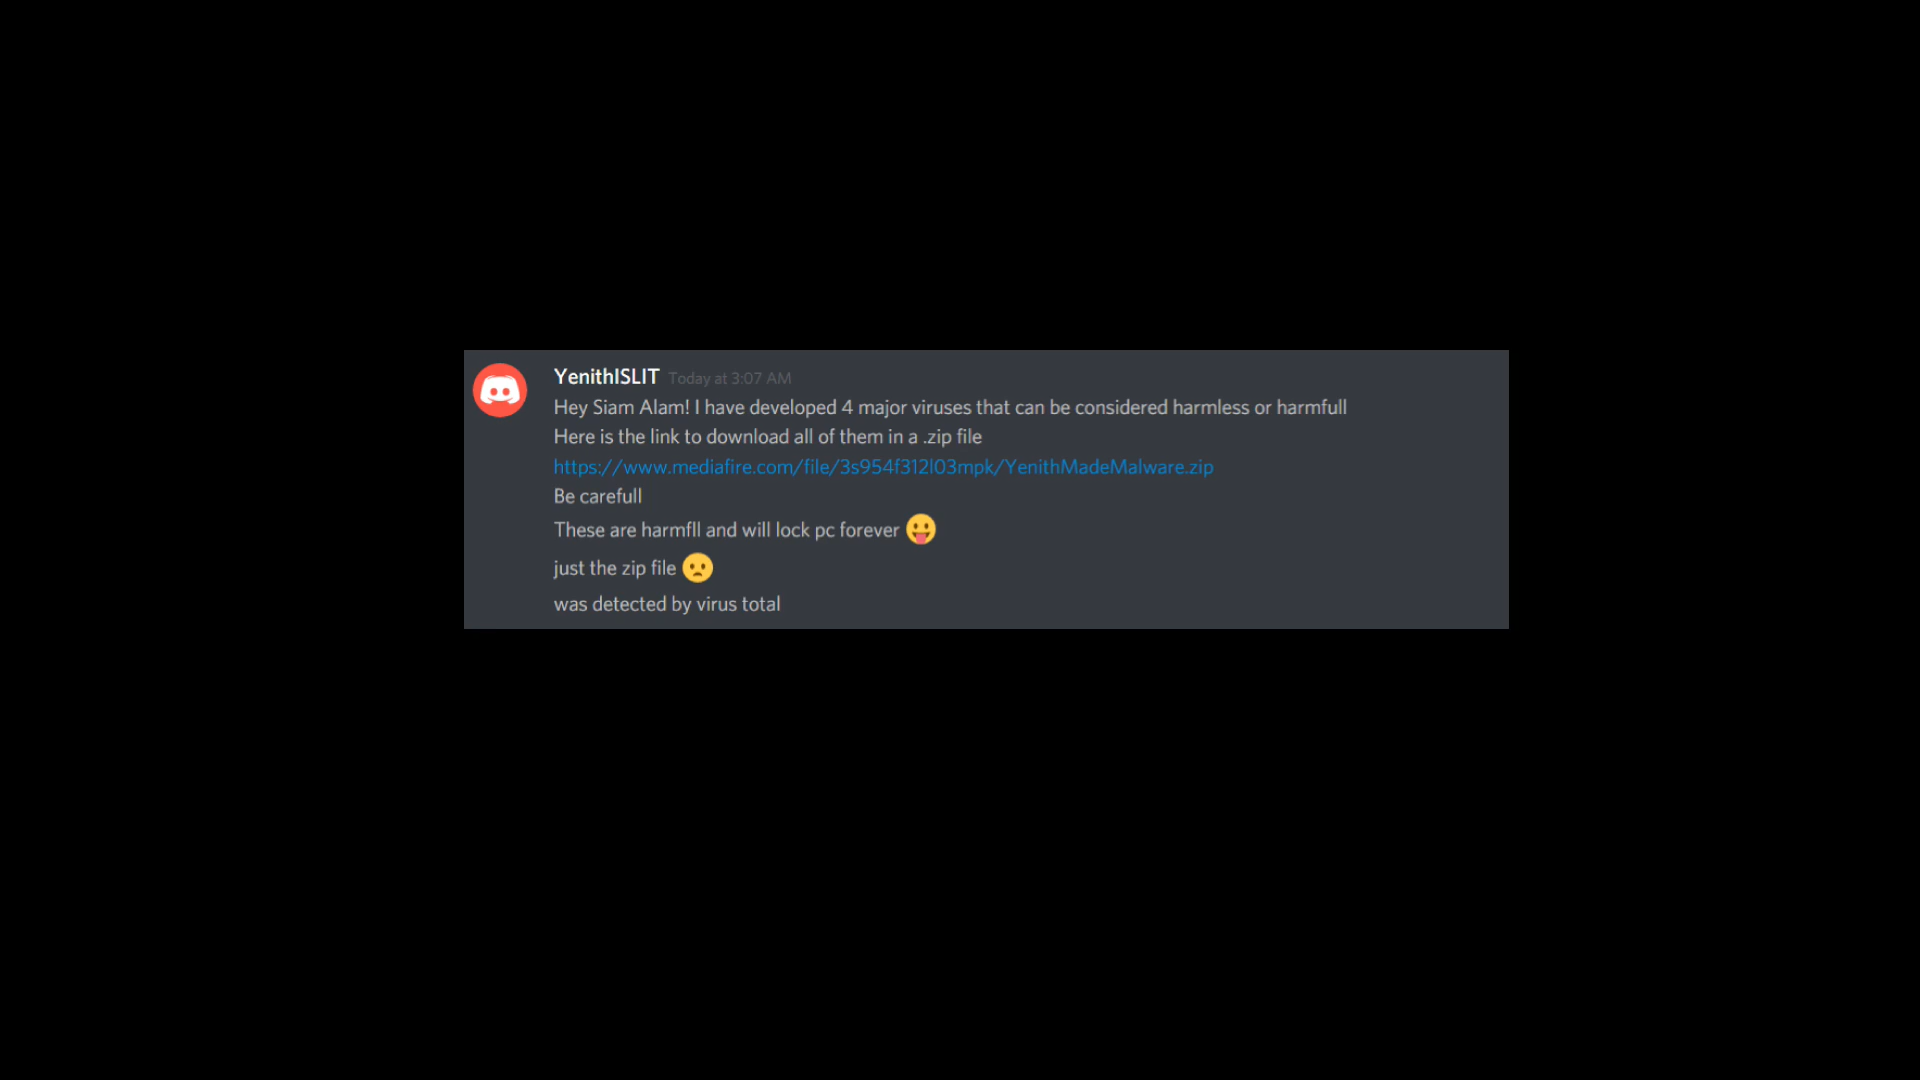 YenithISLIT Today at 3:07 AM
Hey Siam Alam! I have developed 4 major viruses that can be considered harmless or harmfull
Here is the link to download all of them in a .zip file
https://www.mediafire.com/file/3s954f312l03mpk/YenithMadeMalware.zip
Be carefull
These are harmfll and will lock pc forever 😛
just the zip file 😦
was detected by virus total